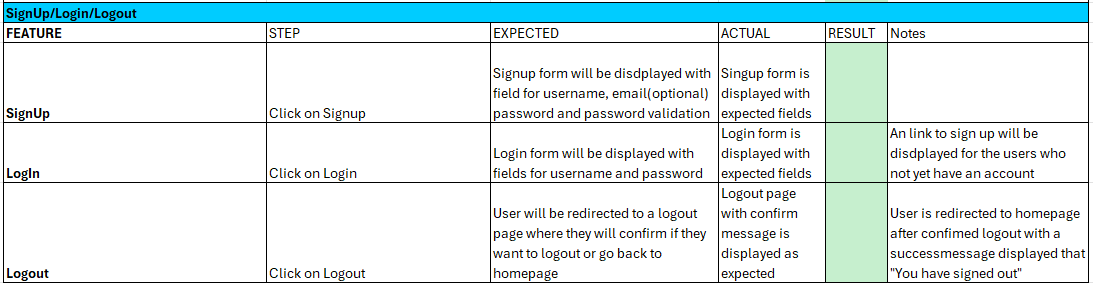 SignUp/Login/Logout
FEATURE STEP EXPECTED ACTUAL RESULT Notes
SignUp
Click on Signup
Signup form will be disdplayed with
field for username, email(optional)
password and password validation
Singup form is
displayed with
expected fields
LogIn
Click on Login
Login form will be displayed with
fields for username and password
Login form is
displayed with
expected fields
An link to sign up will be
disdplayed for the users who
not yet have an account
Logout
Click on Logout
User will be redirected to a logout
page where they will confirm if they
want to logout or go back to
homepage
Logout page
with confirm
message is
displayed as
expected
User is redirected to homepage
after confimed logout with a
successmessage displayed that
"You have signed out"